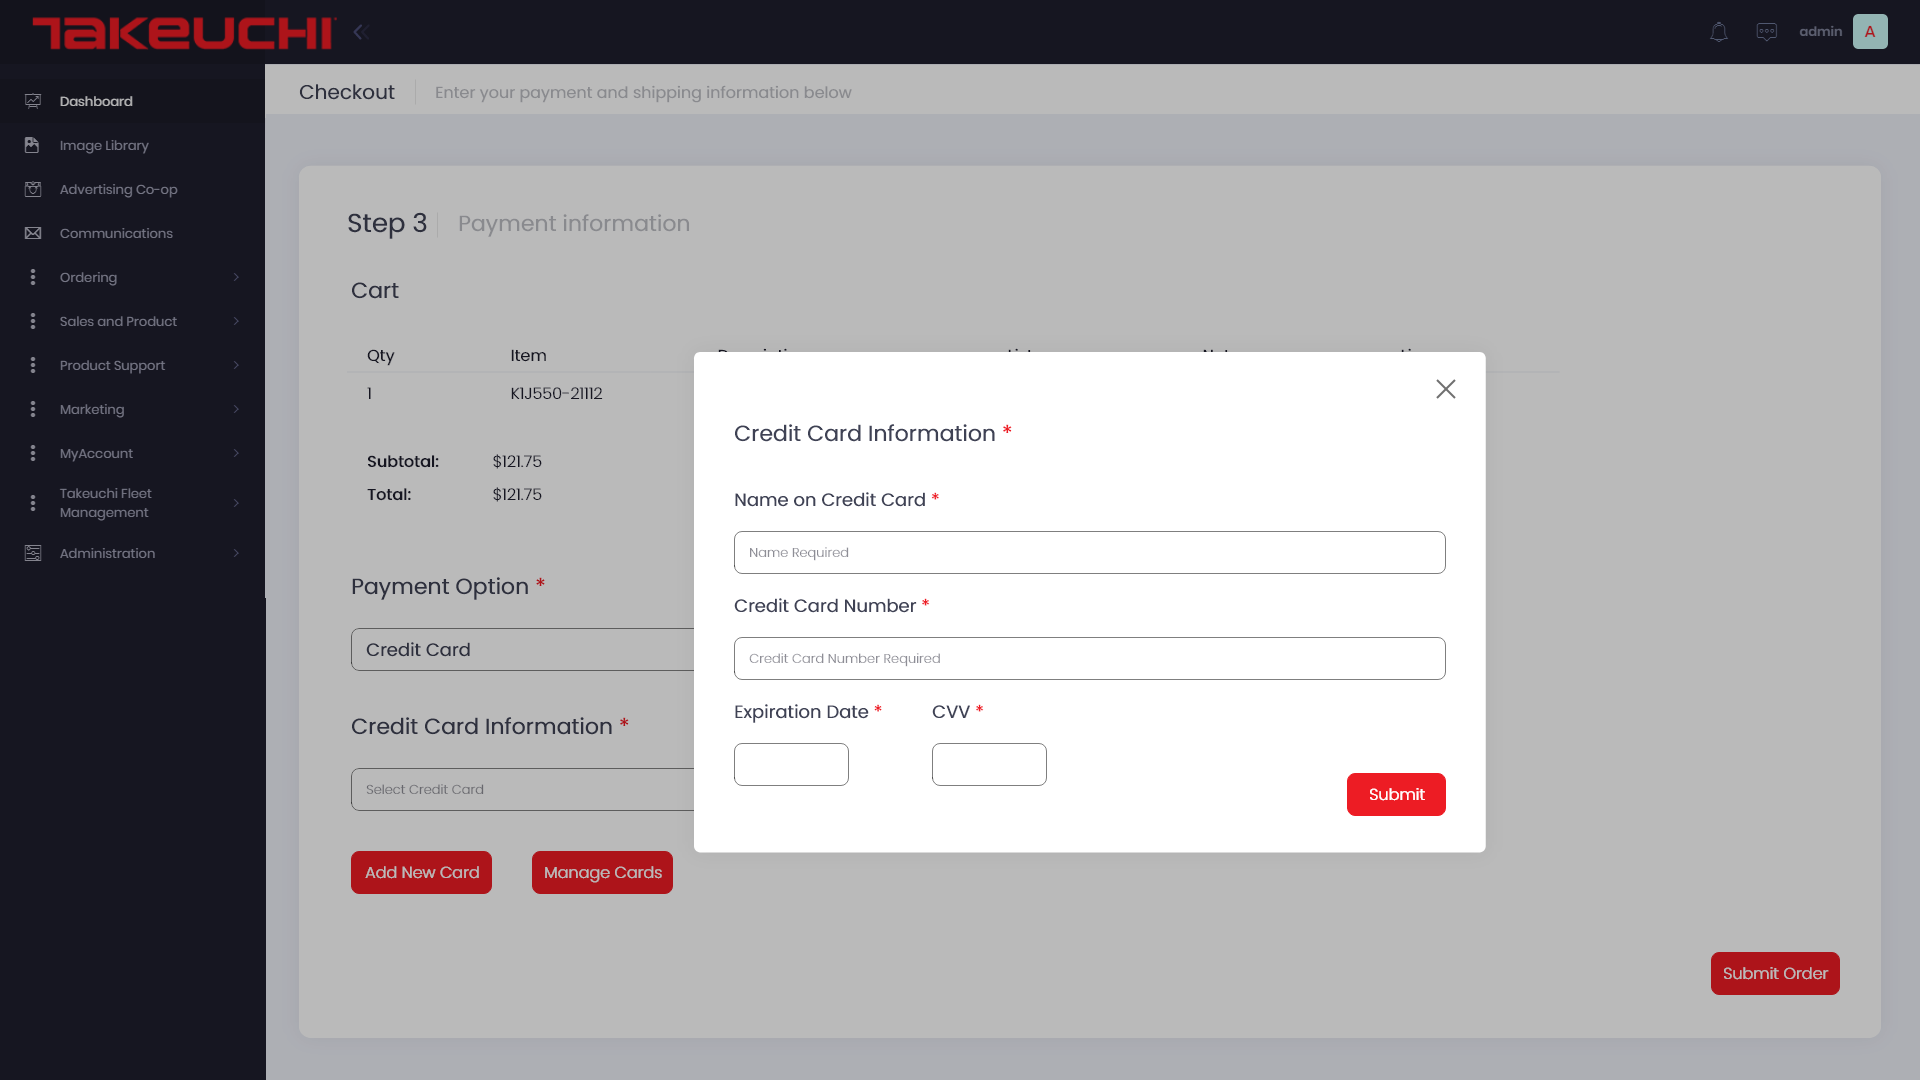 TAKEUCHI
admin
A
Dashboard
Image Library
Advertising Co-op
Communications
Ordering
Sales and Product
Product Support
Marketing
MyAccount
Takeuchi Fleet
Management
Administration
Checkout
Enter your payment and shipping information below
Step 3
Payment information
Cart
Qty Item
1 K1J550-21112
Subtotal: $121.75
Total: $121.75
Payment Option *
Credit Card
Credit Card Information *
Select Credit Card
Add New Card
Manage Cards
Submit Order
Credit Card Information *
Name on Credit Card *
Name Required
Credit Card Number *
Credit Card Number Required
Expiration Date * CVV *
Submit